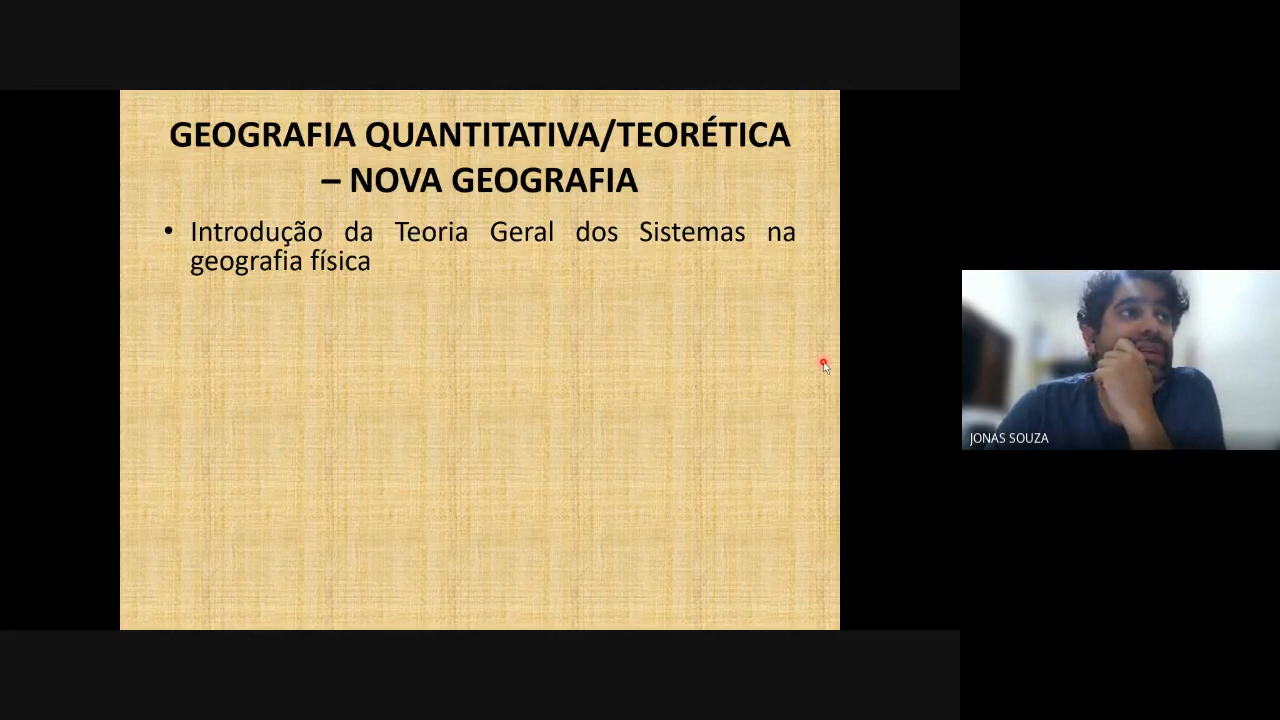 GEOGRAFIA QUANTITATIVA/TEORÉTICA
– NOVA GEOGRAFIA
• Introdução da Teoria Geral dos Sistemas na
geografia física
JONAS SOUZA